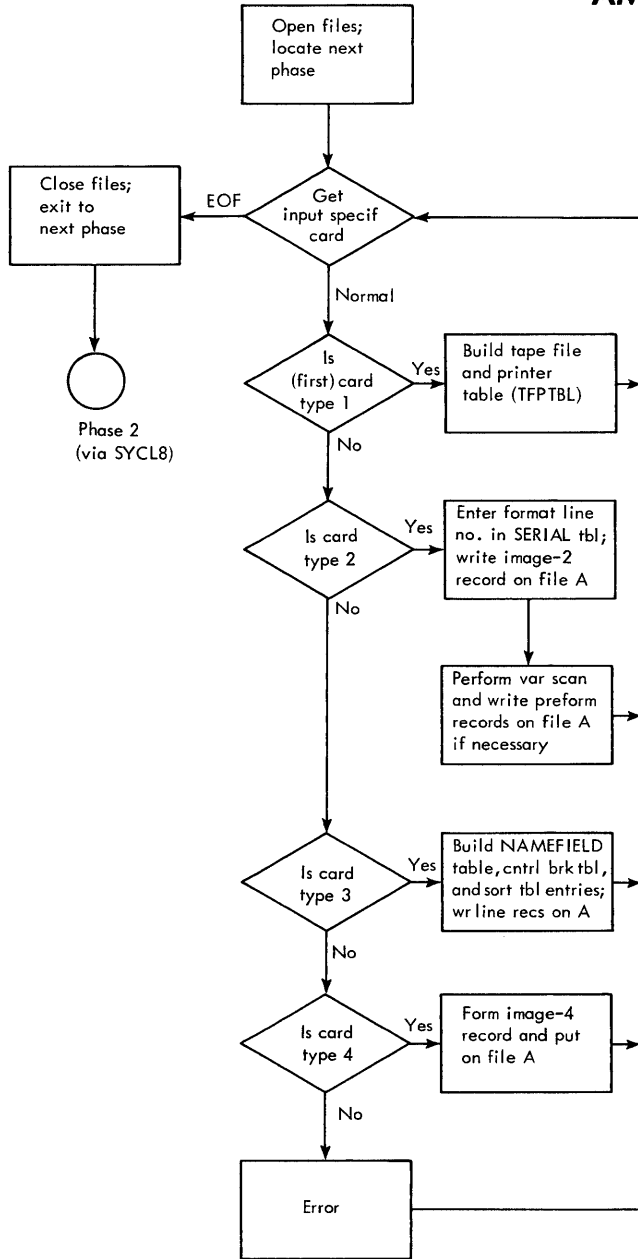 AM
Open files;
locate next
phase
Close files;
exit to
next phase
EOF
Get
input specif
card
Normal
Phase 2
(via SYCL8)
Is
(first) card
type 1
Yes
Build tape file
and printer
table (TFPTBL)
No
Is card
type 2
Yes
Enter format line
no. in SERIAL tbl;
write image-2
record on file A
No
Perform var scan
and write preform
records on file A
if necessary
Is card
type 3
Yes
Build NAMEFIELD
table, cntrl brk tbl,
and sort tbl entries;
wr line recs on A
No
Is card
type 4
Yes
Form image-4
record and put
on file A
No
Error